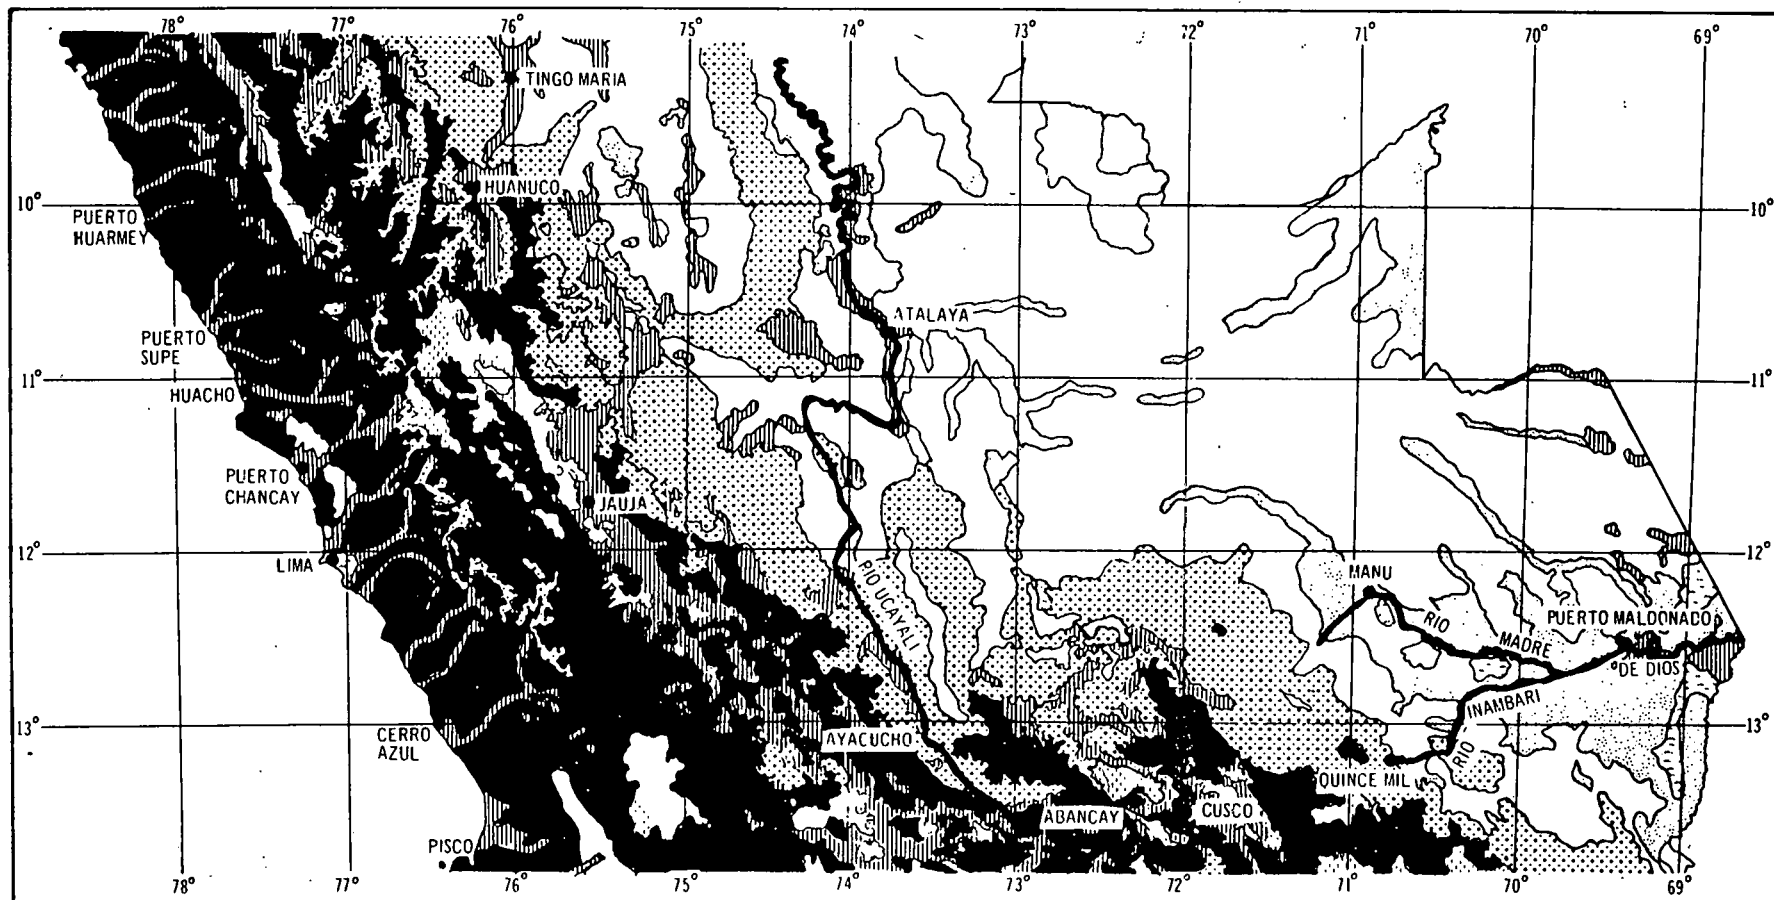 78° 77° 76° 75° 74° 73° 72° 71° 70° 69°
TINGO MARIA
HUANUCO
10° 10°
PUERTO
HUARMEY
ATALAYA
PUERTO
SUPE
11° 11°
HUACHO
PUERTO
CHANCAY
JAUJA
12° 12°
LIMA
RIO UCAYALI
MANU
RIO
MADRE
PUERTO MALDONADO
DE DIOS
RIO
INAMBARI
13° 13°
CERRO
AZUL
AYACUCHO
QUINCE MIL
ABANCAY
CUSCO
PISCO
78° 77° 76° 75° 74° 73° 72° 71° 70° 69°